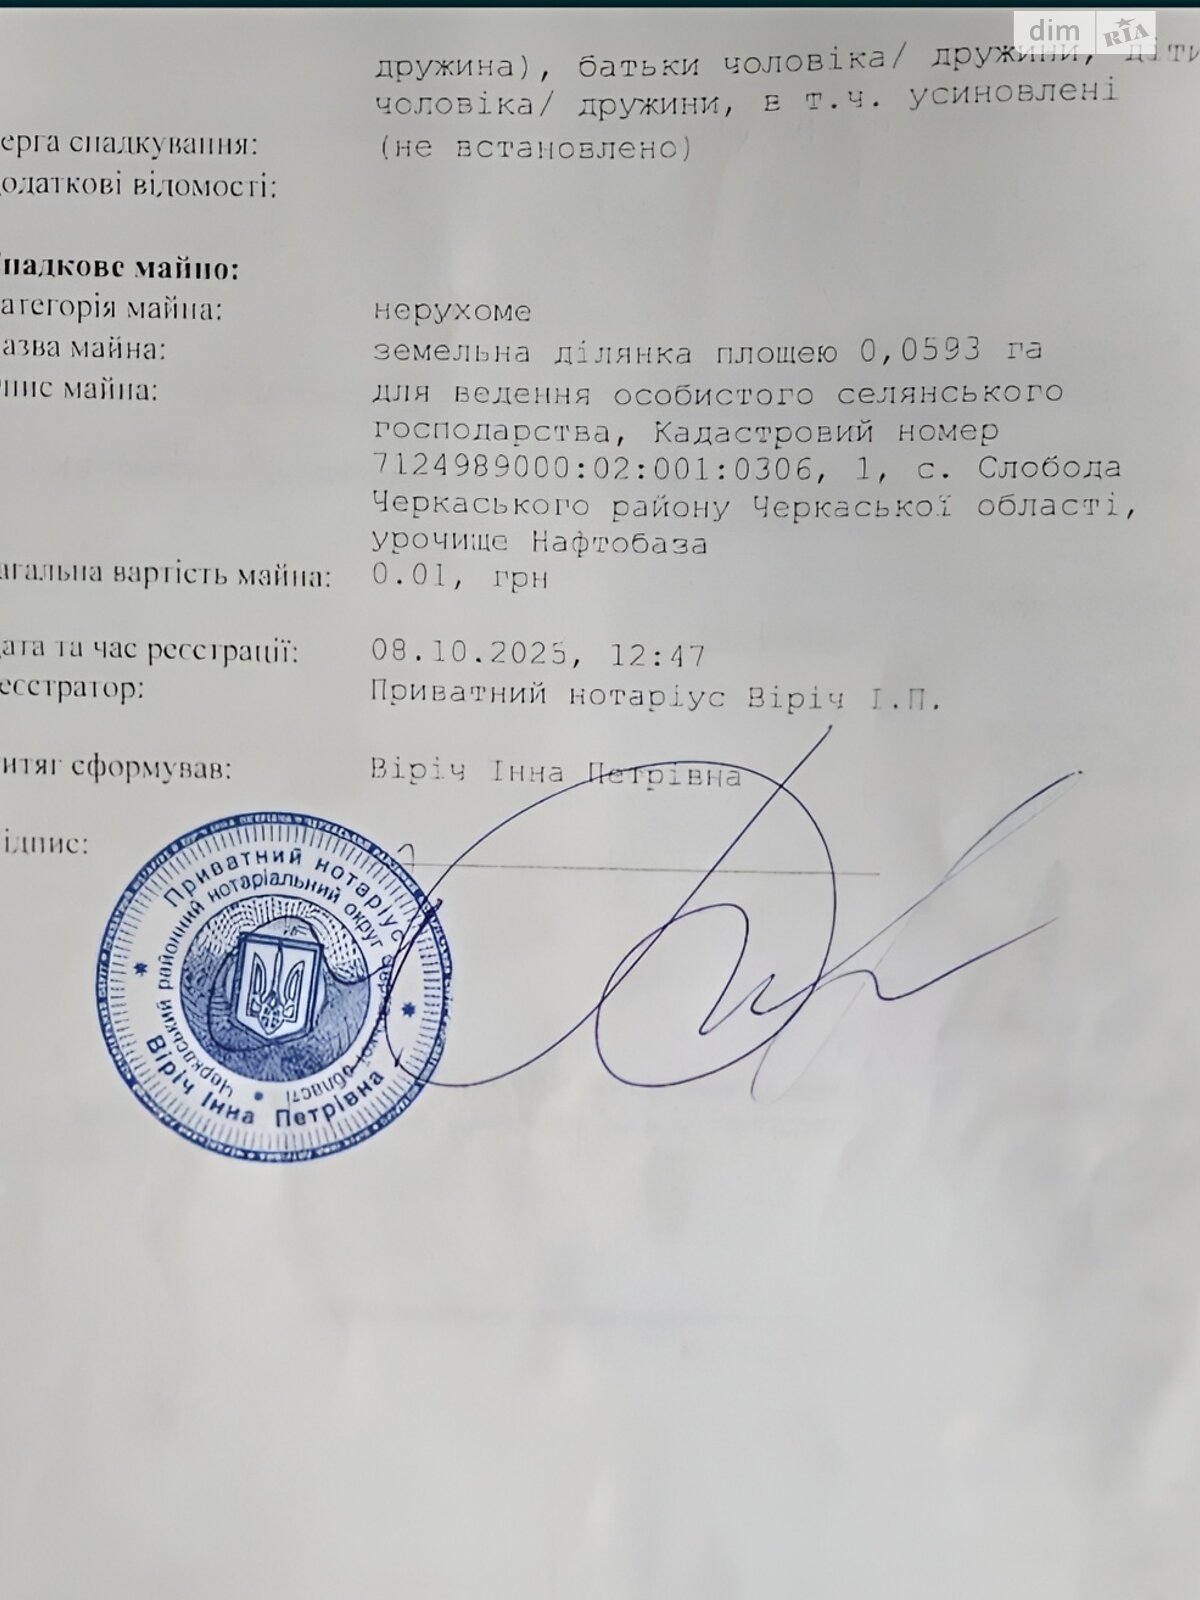 dim RIA
дружина), батьки чоловіка/ дружини, діти
чоловіка/ дружини, в т.ч. усиновлені
ерга спадкування: (не встановлено)
одаткові відомості:
падкове майно:
атегорія майна: нерухоме
азва майна: земельна ділянка площею 0,0593 га
пис майна: для ведення особистого селянського
господарства, Кадастровий номер
7124989000:02:001:0306, 1, с. Слобода
Черкаського району Черкаської області,
урочище Нафтобаза
агальна вартість майна: 0.01, грн
ата та час реєстрації: 08.10.2025, 12:47
еєстратор: Приватний нотаріус Віріч І.П.
итяг сформував: Віріч Інна Петрівна
ідпис:
Приватний нотаріус
Черкаський районний нотаріальний округ Черкаської області
Віріч Інна Петрівна